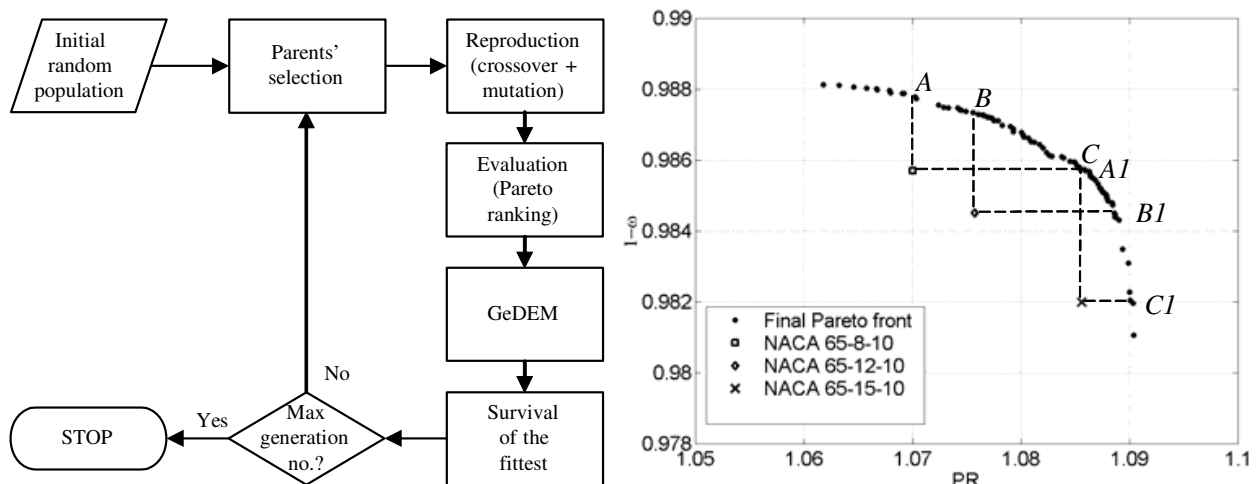 Initial
random
population
Parents'
selection
Reproduction
(crossover +
mutation)
Evaluation
(Pareto
ranking)
GeDEM
Survival
of the
fittest
Max
generation
no.?
No
Yes
STOP
0.99
0.988
0.986
0.984
0.982
0.98
0.978
1-ω
A
B
C
A1
B1
C1
Final Pareto front
NACA 65-8-10
NACA 65-12-10
NACA 65-15-10
1.05
1.06
1.07
1.08
1.09
1.1
PR